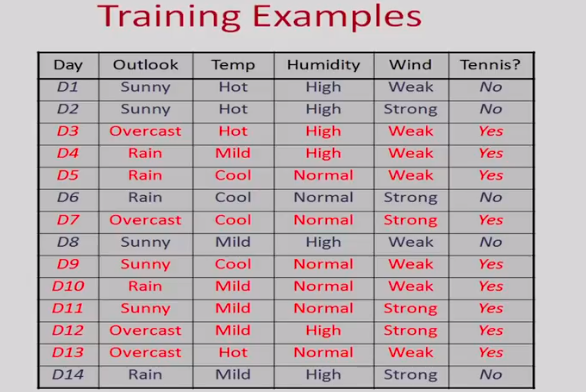 Training Examples
Day Outlook Temp Humidity Wind Tennis?
D1 Sunny Hot High Weak No
D2 Sunny Hot High Strong No
D3 Overcast Hot High Weak Yes
D4 Rain Mild High Weak Yes
D5 Rain Cool Normal Weak Yes
D6 Rain Cool Normal Strong No
D7 Overcast Cool Normal Strong Yes
D8 Sunny Mild High Weak No
D9 Sunny Cool Normal Weak Yes
D10 Rain Mild Normal Weak Yes
D11 Sunny Mild Normal Strong Yes
D12 Overcast Mild High Strong Yes
D13 Overcast Hot Normal Weak Yes
D14 Rain Mild High Strong No